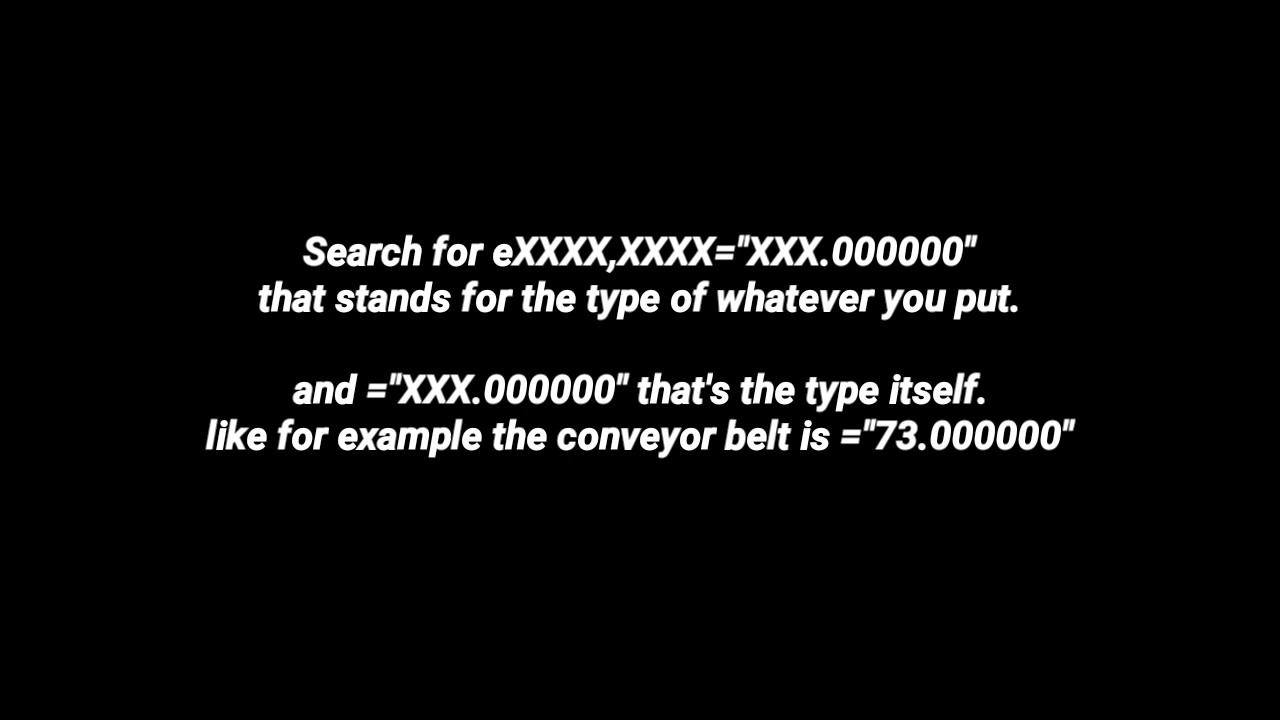 Search for eXXXX,XXXX="XXX.000000"
that stands for the type of whatever you put.
and ="XXX.000000" that's the type itself.
like for example the conveyor belt is ="73.000000"